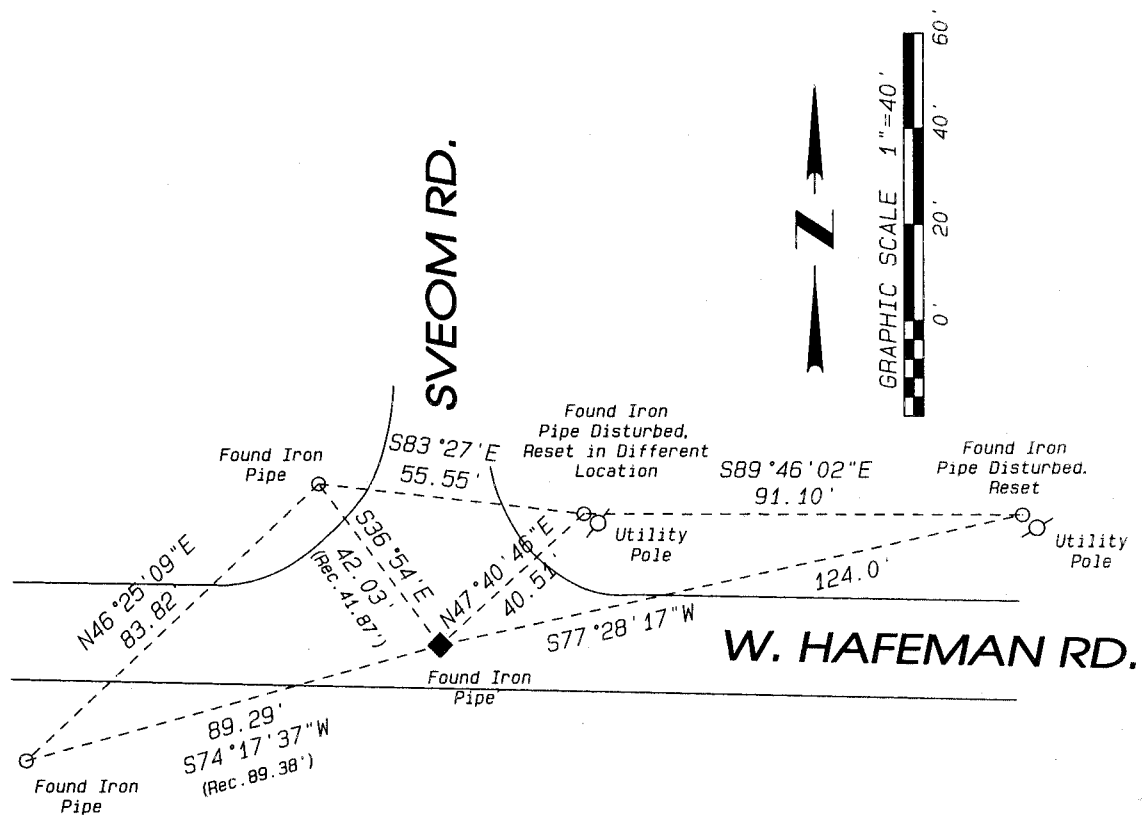 SVEOM RD.
N
GRAPHIC SCALE 1"=40'
0'
20'
40'
60'
Found Iron
Pipe
S83°27'E
55.55'
Found Iron
Pipe Disturbed,
Reset in Different
Location
S89°46'02"E
91.10'
Found Iron
Pipe Disturbed.
Reset
Utility
Pole
Utility
Pole
N46°25'09"E
83.82'
S36°54'E
42.03'
(Rec. 41.87')
N47°40'46"E
40.51'
124.0'
S77°28'17"W
W. HAFEMAN RD.
Found Iron
Pipe
89.29'
S74°17'37"W
(Rec. 89.38')
Found Iron
Pipe